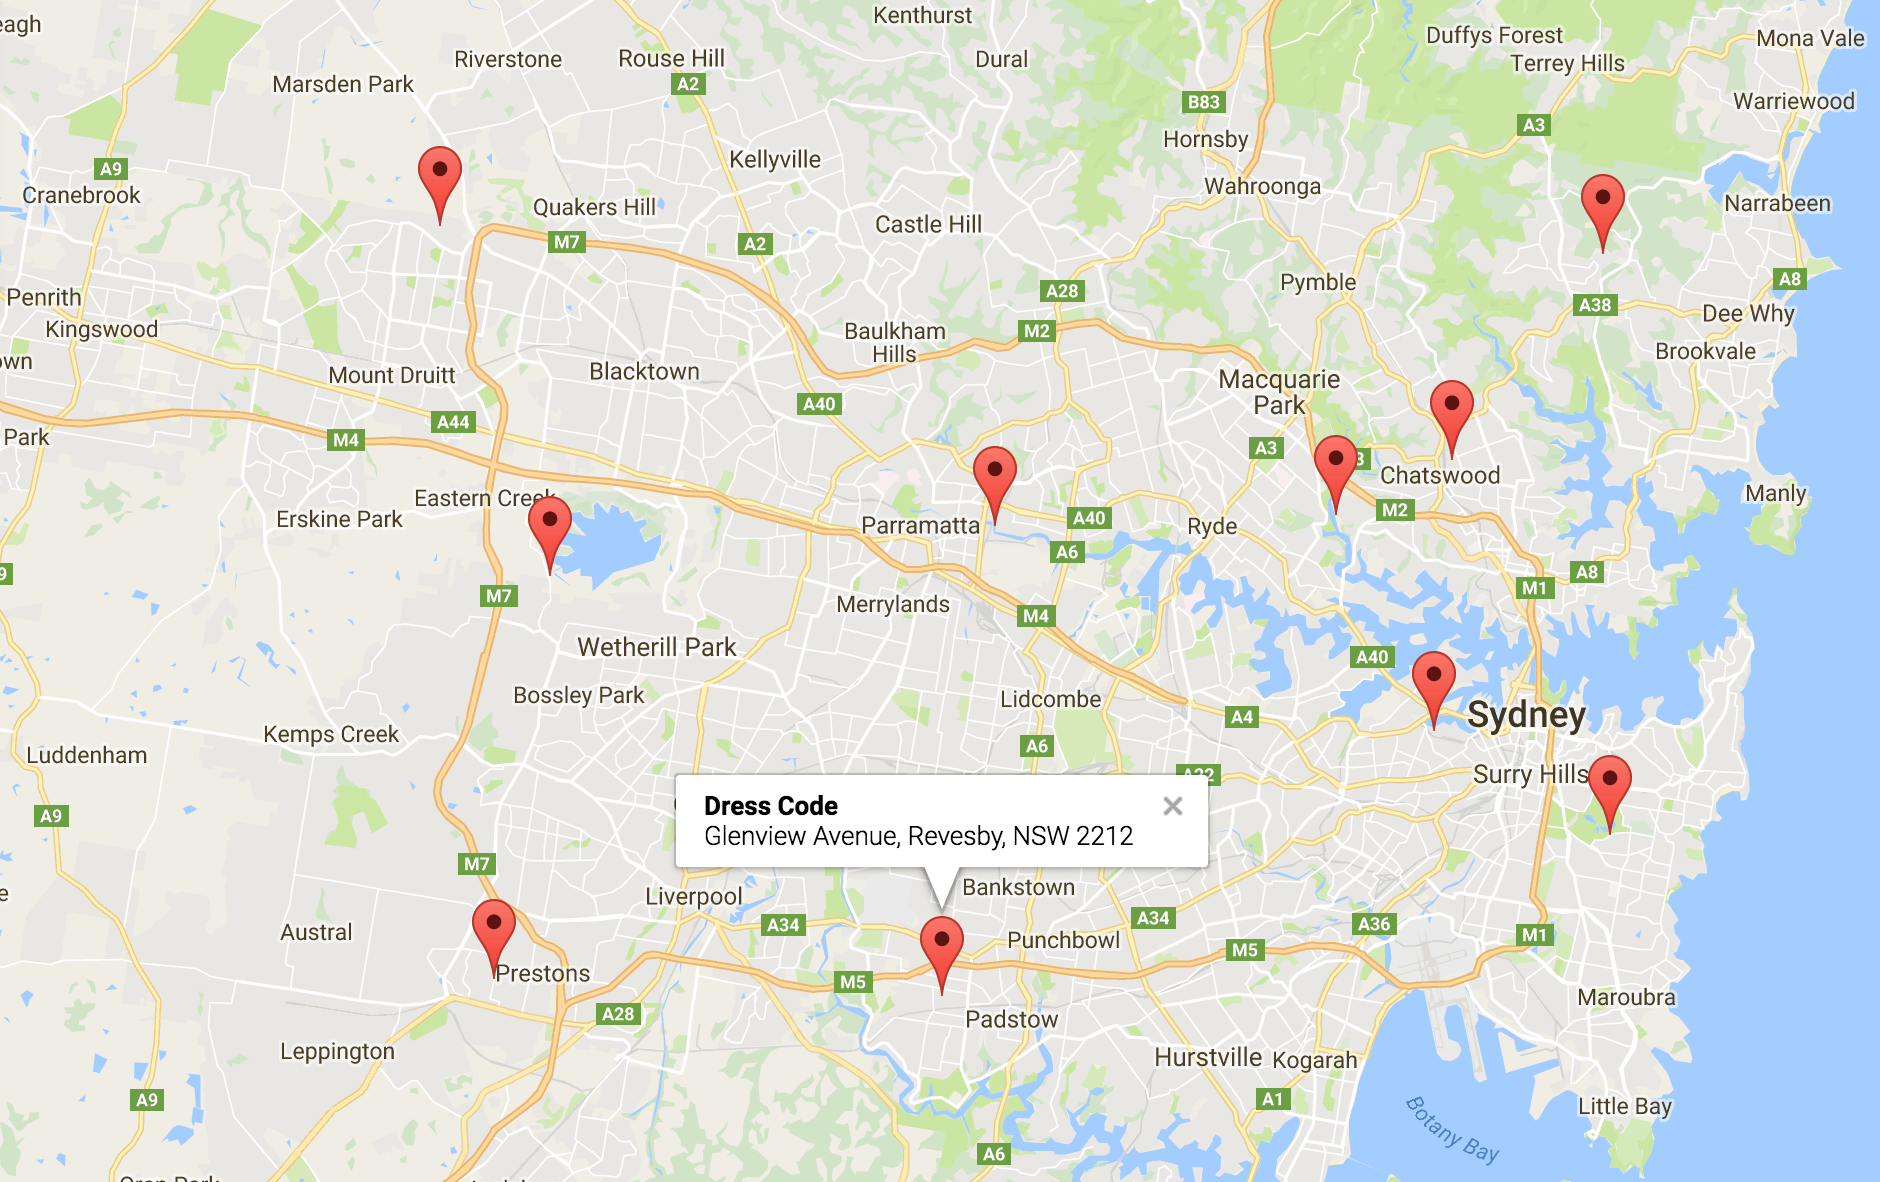 eagh
Kenthurst
Duffys Forest
Mona Vale
Riverstone
Rouse Hill
Dural
Terrey Hills
Marsden Park
A2
B83
Warriewood
A3
Hornsby
A9
Kellyville
Cranebrook
Wahroonga
Quakers Hill
Narrabeen
Castle Hill
M7
A2
Pymble
A8
A28
Penrith
A38
Kingswood
Baulkham
Hills
M2
Dee Why
own
Mount Druitt
Blacktown
Brookvale
Macquarie
Park
A40
A44
Park
M4
A3
3
Chatswood
Eastern Creek
Manly
Erskine Park
Parramatta
A40
Ryde
M2
A6
9
A8
M7
M1
Merrylands
M4
Wetherill Park
A40
Bossley Park
Lidcombe
Sydney
Kemps Creek
A4
Luddenham
A6
A22
Surry Hills
Dress Code
Glenview Avenue, Revesby, NSW 2212
A9
M7
e
Liverpool
Bankstown
Austral
A34
A34
A36
Punchbowl
M5
M1
Prestons
M5
Maroubra
A28
Padstow
Leppington
Hurstville
Kogarah
A9
A1
Little Bay
Botany Bay
A6
Oran Park